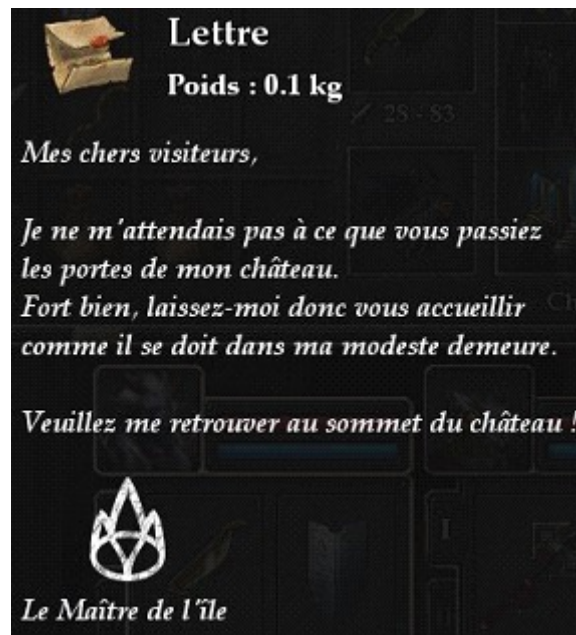 Lettre
Poids : 0.1 kg
28 - 83
Mes chers visiteurs,
Je ne m'attendais pas à ce que vous passiez
les portes de mon château.
Fort bien, laissez-moi donc vous accueillir
comme il se doit dans ma modeste demeure.
Veuillez me retrouver au sommet du château !
Le Maître de l'île